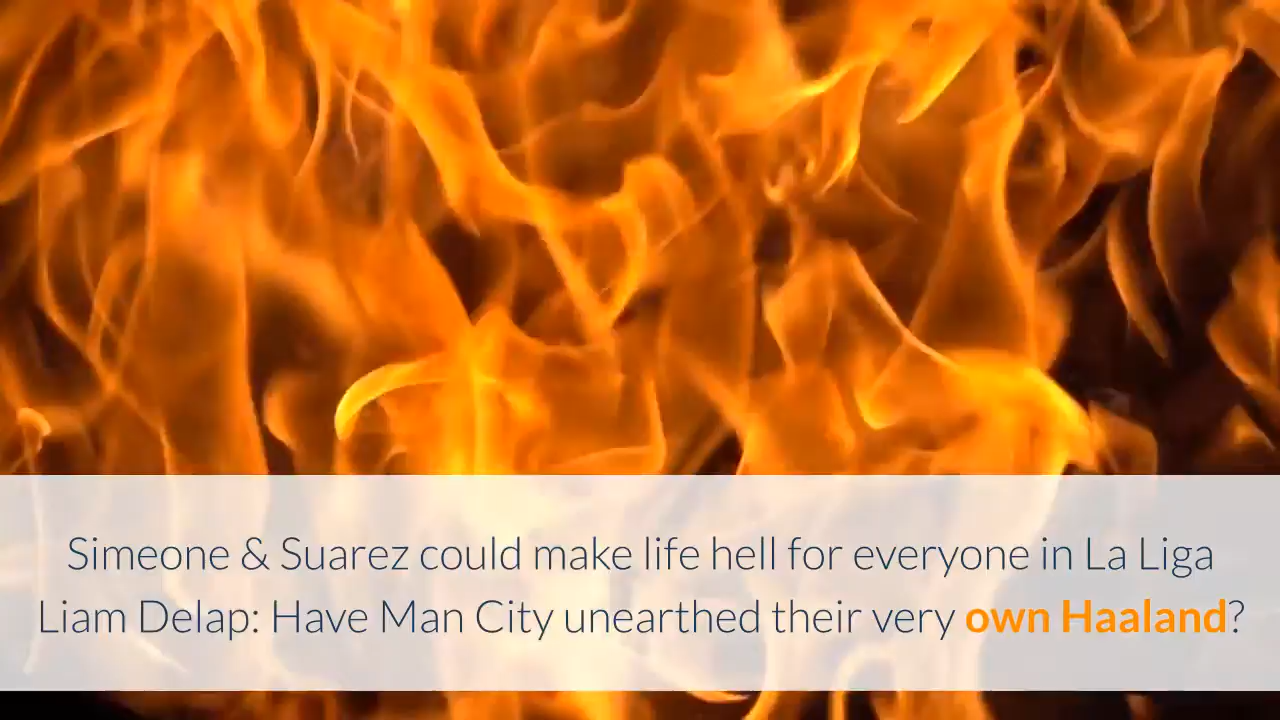 Simeone & Suarez could make life hell for everyone in La Liga
Liam Delap: Have Man City unearthed their very own Haaland?